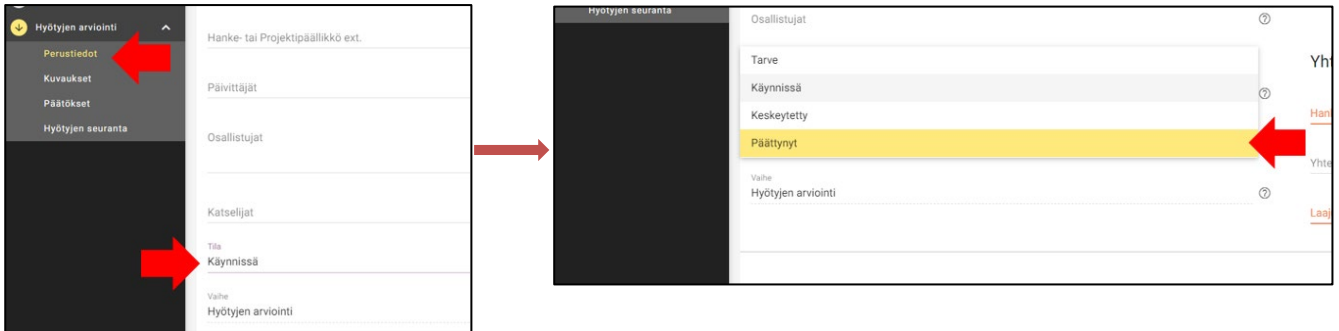 Hyötyjen arviointi
Perustiedot
Kuvaukset
Päätökset
Hyötyjen seuranta
Hanke- tai Projektipäällikkö ext.
Päivittäjät
Osallistujat
Katselijat
Tila
Käynnissä
Vaihe
Hyötyjen arviointi
Hyötyjen seuranta
Osallistujat
Tarve
Käynnissä
Keskeytetty
Päättynyt
Vaihe
Hyötyjen arviointi